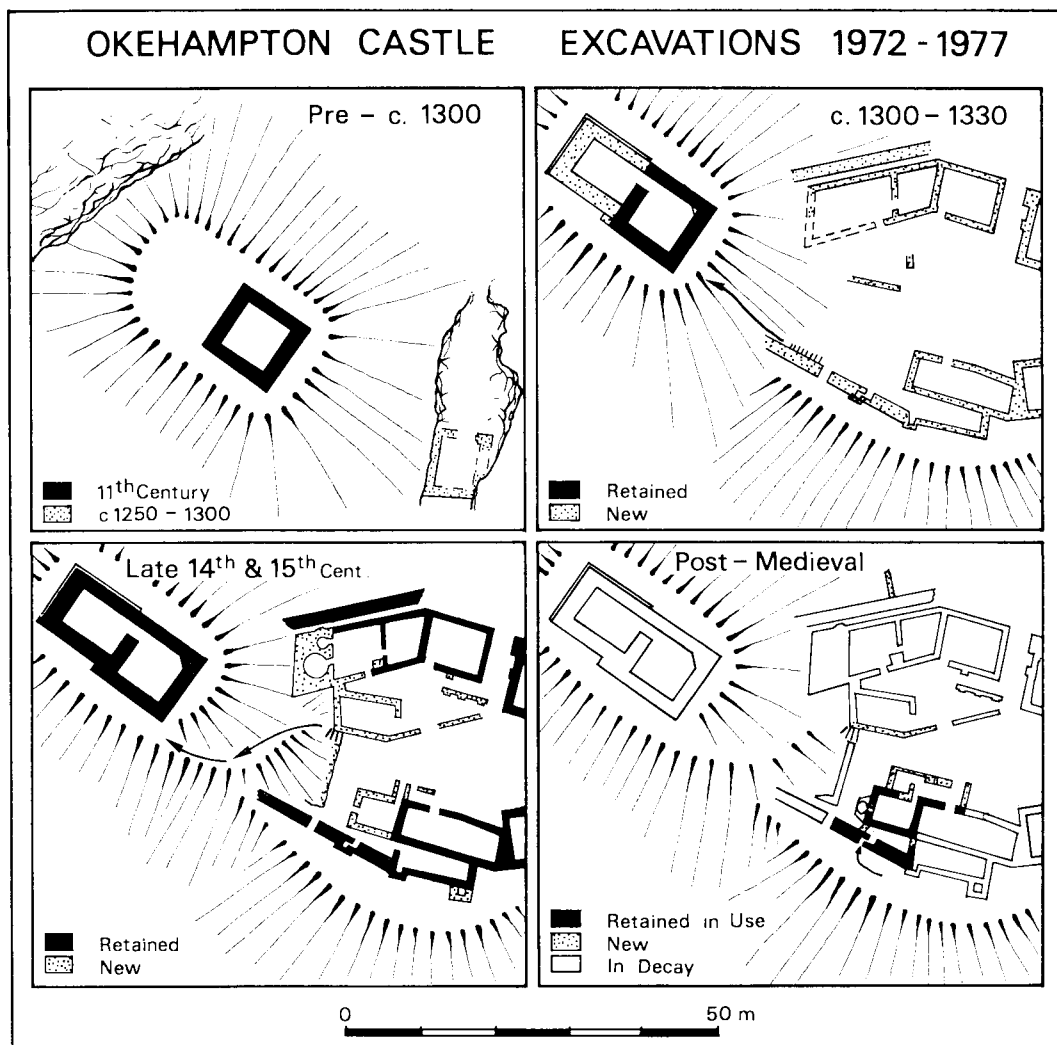 OKEHAMPTON CASTLE EXCAVATIONS 1972 - 1977
Pre - c. 1300
11th Century
c 1250 - 1300
c. 1300 - 1330
Retained
New
Late 14th & 15th Cent.
Retained
New
Post - Medieval
Retained in Use
New
In Decay
0 50 m